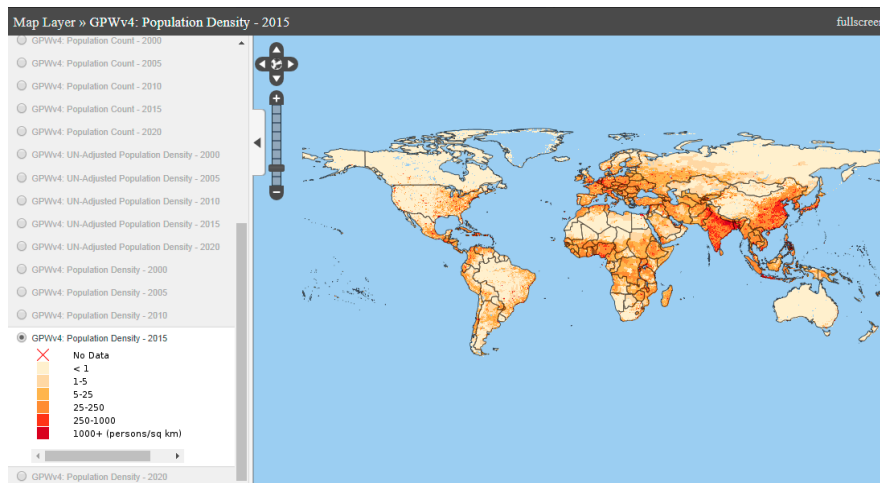 Map Layer » GPWv4: Population Density - 2015
GPWv4: Population Count - 2000
GPWv4: Population Count - 2005
GPWv4: Population Count - 2010
GPWv4: Population Count - 2015
GPWv4: Population Count - 2020
GPWv4: UN-Adjusted Population Density - 2000
GPWv4: UN-Adjusted Population Density - 2005
GPWv4: UN-Adjusted Population Density - 2010
GPWv4: UN-Adjusted Population Density - 2015
GPWv4: UN-Adjusted Population Density - 2020
GPWv4: Population Density - 2000
GPWv4: Population Density - 2005
GPWv4: Population Density - 2010
GPWv4: Population Density - 2015
No Data
< 1
1-5
5-25
25-250
250-1000
1000+ (persons/sq km)
GPWv4: Population Density - 2020